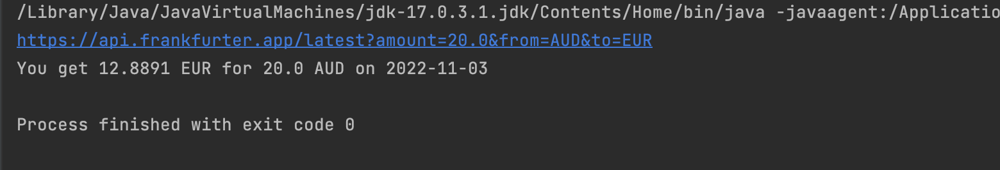 /Library/Java/JavaVirtualMachines/jdk-17.0.3.1.jdk/Contents/Home/bin/java -javaagent:/Applicatio
https://api.frankfurter.app/latest?amount=20.0&from=AUD&to=EUR
You get 12.8891 EUR for 20.0 AUD on 2022-11-03
Process finished with exit code 0